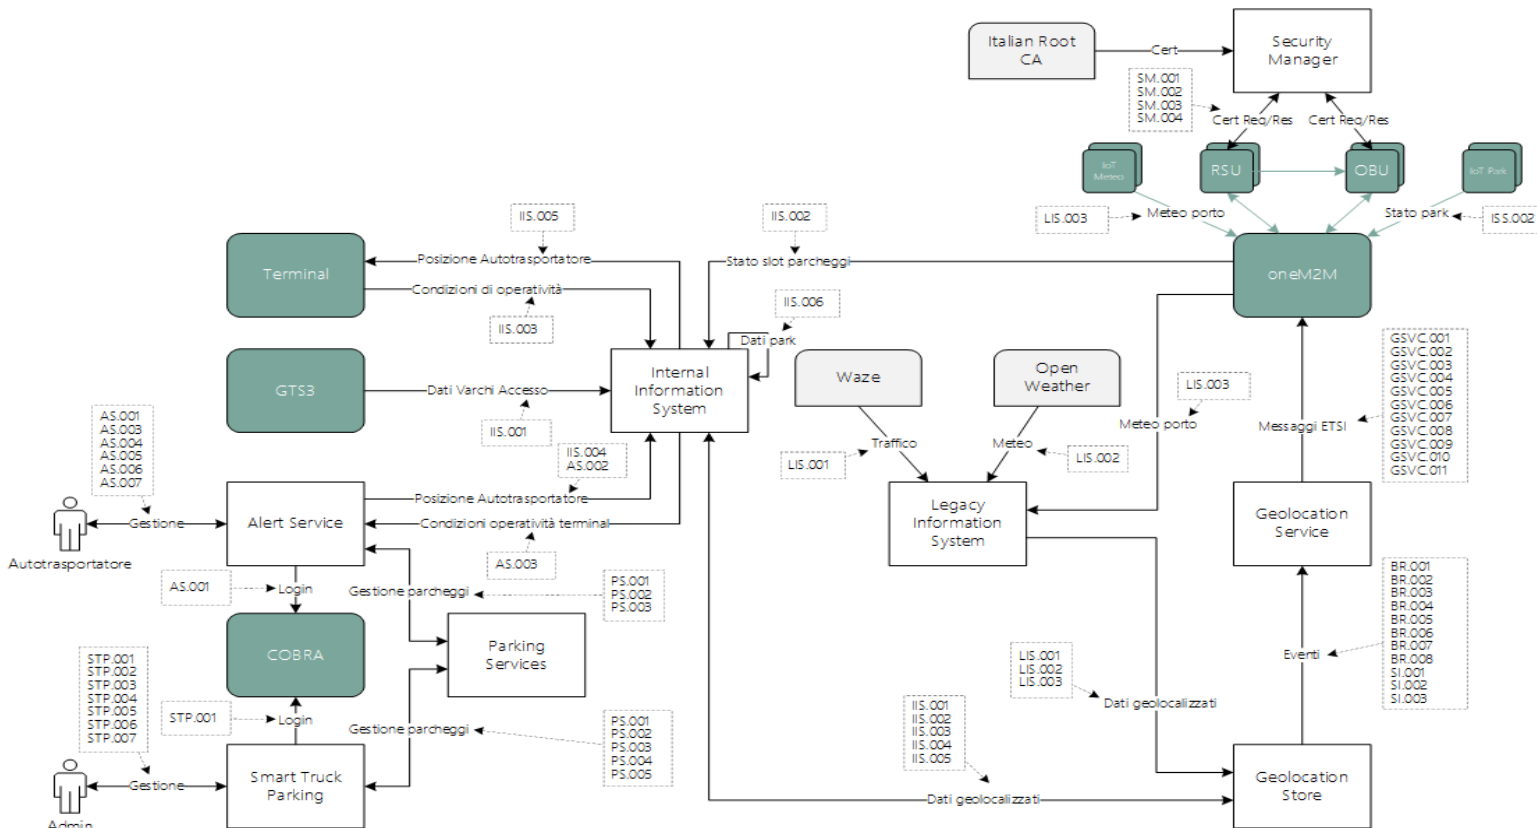 Italian Root
CA
Cert
Security
Manager
SM.001
SM.002
SM.003
SM.004
Cert Req/Res
Cert Req/Res
IoT
Meteo
RSU
OBU
IoT Park
LIS.003
Meteo porto
Stato park
ISS.002
IIS.005
IIS.002
Terminal
Posizione Autotrasportatore
Stato slot parcheggi
oneM2M
Condizioni di operatività
IIS.003
IIS.006
Dati park
GTS3
Dati Varchi Accesso
Internal
Information
System
Waze
Open
Weather
LIS.003
GSVC.001
GSVC.002
GSVC.003
GSVC.004
GSVC.005
GSVC.006
GSVC.007
GSVC.008
GSVC.009
GSVC.010
GSVC.011
IIS.001
Meteo porto
Messaggi ETSI
AS.001
AS.003
AS.004
AS.005
AS.006
AS.007
IIS.004
AS.002
LIS.001
Traffico
Meteo
LIS.002
Posizione Autotrasportatore
Autotrasportatore
Gestione
Alert Service
Condizioni operatività terminal
AS.003
Legacy
Information
System
Geolocation
Service
AS.001
Login
Gestione parcheggi
PS.001
PS.002
PS.003
BR.001
BR.002
BR.003
BR.004
BR.005
BR.006
BR.007
BR.008
SI.001
SI.002
SI.003
COBRA
Parking
Services
Eventi
STP.001
STP.002
STP.003
STP.004
STP.005
STP.006
STP.007
STP.001
Login
Gestione parcheggi
PS.001
PS.002
PS.003
PS.004
PS.005
LIS.001
LIS.002
LIS.003
Dati geolocalizzati
IIS.001
IIS.002
IIS.003
IIS.004
IIS.005
Admin
Gestione
Smart Truck
Parking
Dati geolocalizzati
Geolocation
Store